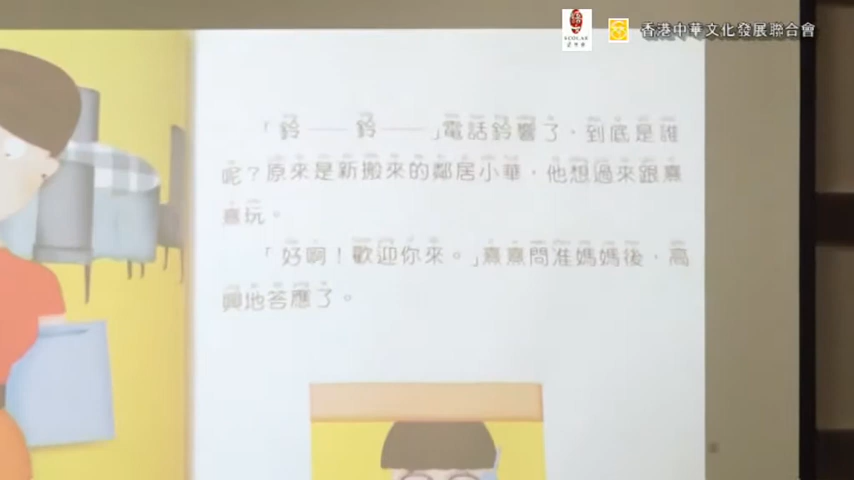 香港中華文化發展聯合會
SCOLAR
「鈴──鈴──」電話鈴響了，到底是誰
呢？原來是新搬來的鄰居小華，他想過來跟熹
熹玩。
「好啊！歡迎你來。」熹熹問准媽媽後，高
興地答應了。